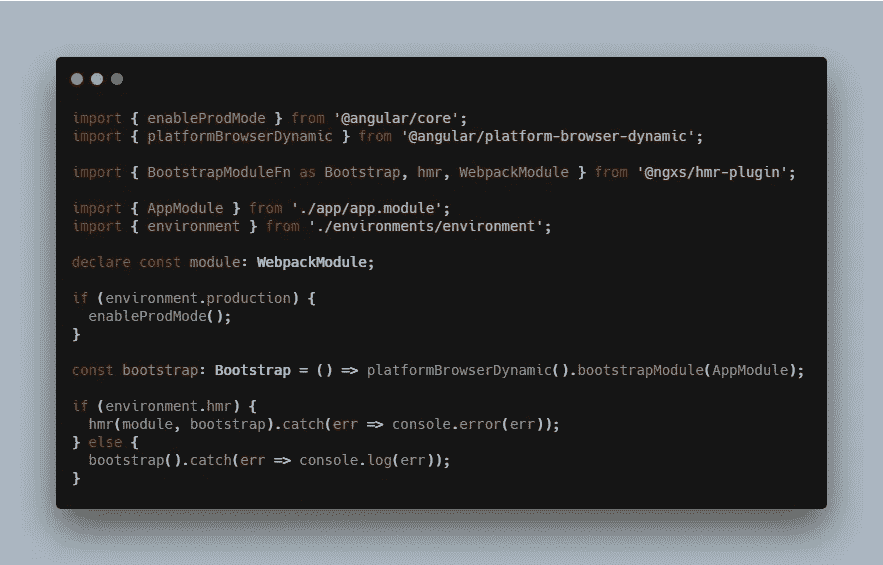 import { enableProdMode } from '@angular/core';
import { platformBrowserDynamic } from '@angular/platform-browser-dynamic';
import { BootstrapModuleFn as Bootstrap, hmr, WebpackModule } from '@ngxs/hmr-plugin';
import { AppModule } from './app/app.module';
import { environment } from './environments/environment';
declare const module: WebpackModule;
if (environment.production) {
  enableProdMode();
}
const bootstrap: Bootstrap = () => platformBrowserDynamic().bootstrapModule(AppModule);
if (environment.hmr) {
  hmr(module, bootstrap).catch(err => console.error(err));
} else {
  bootstrap().catch(err => console.log(err));
}